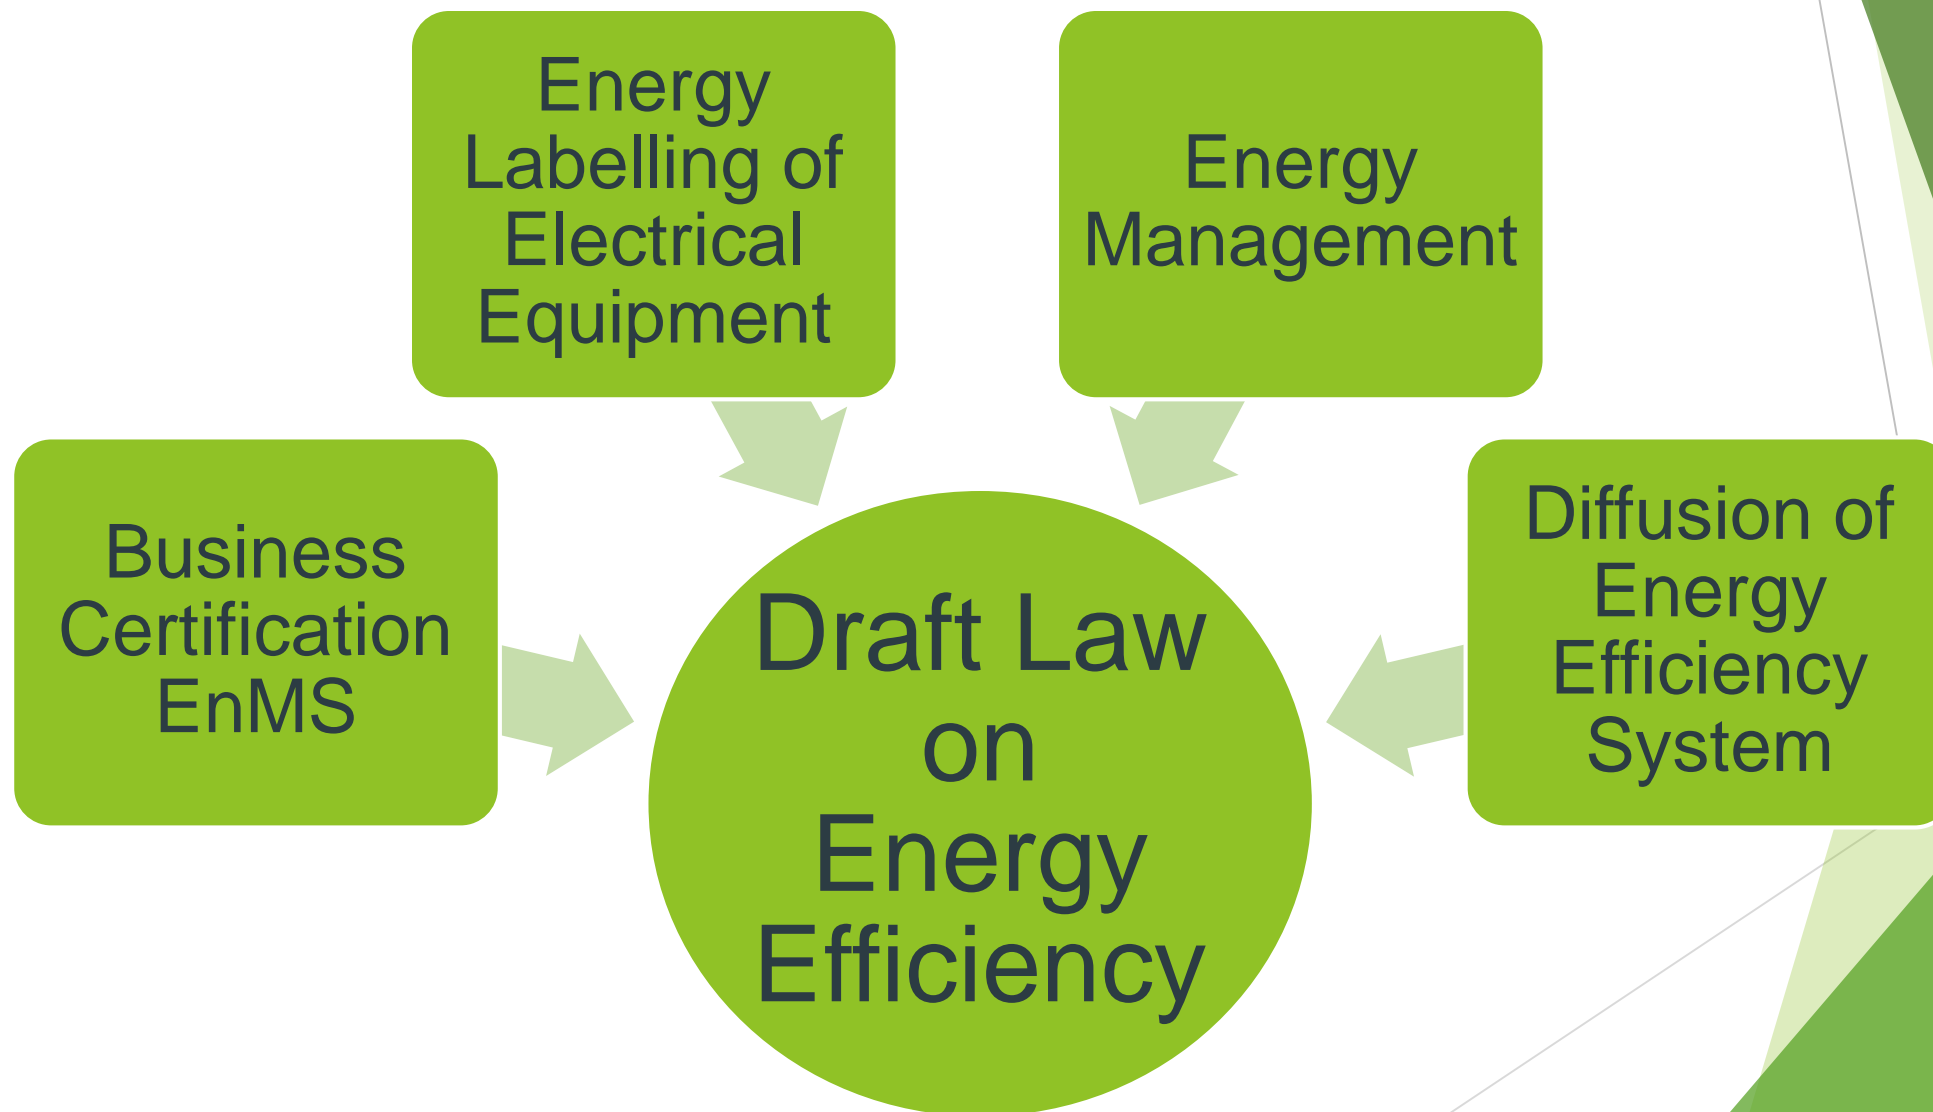 Energy
Labelling of
Electrical
Equipment
Energy
Management
Business
Certification
EnMS
Diffusion of
Energy
Efficiency
System
Draft Law
on
Energy
Efficiency